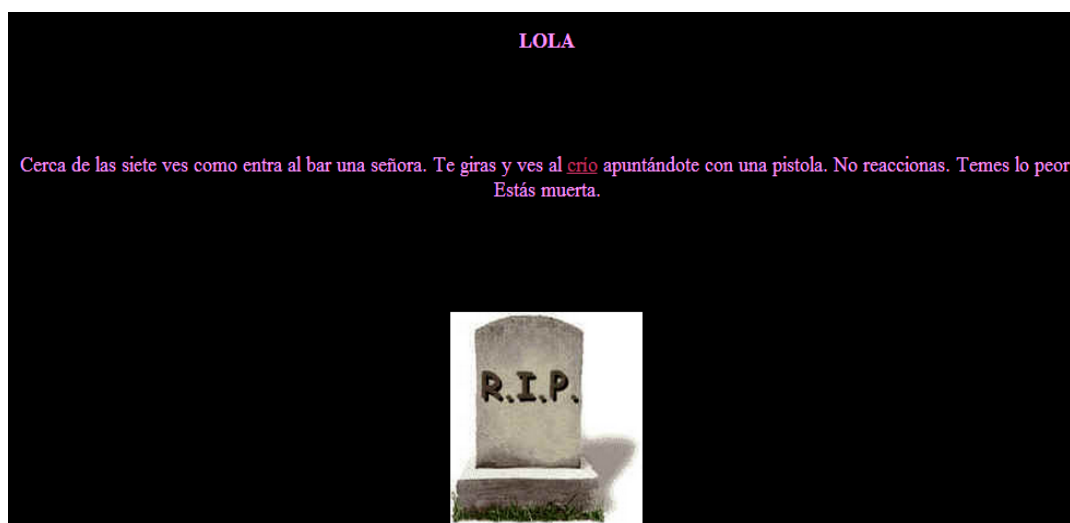 LOLA
Cerca de las siete ves como entra al bar una señora. Te giras y ves al crío apuntándote con una pistola. No reaccionas. Temes lo peor
Estás muerta.
R.I.P.